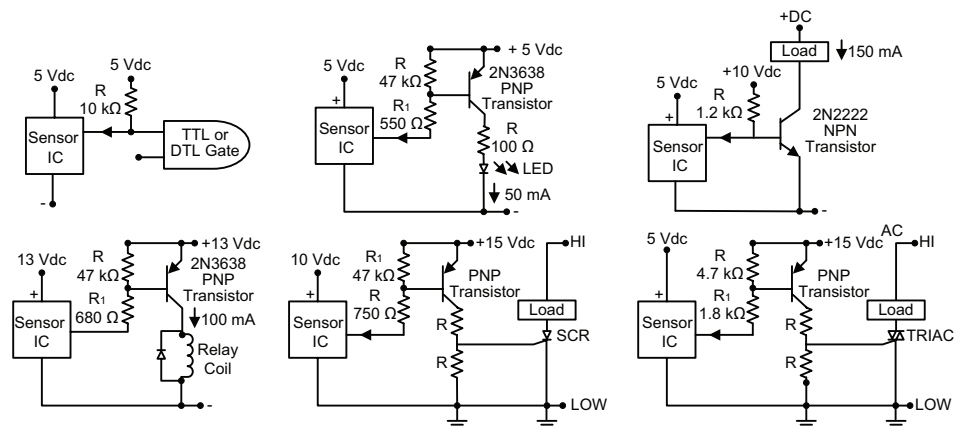 5 Vdc
5 Vdc
R
10 kΩ
Sensor
IC
TTL or
DTL Gate
-
+ 5 Vdc
5 Vdc
R
47 kΩ
2N3638
PNP
Transistor
+
Sensor
IC
R1
550 Ω
R
100 Ω
LED
50 mA
-
+DC
Load
150 mA
5 Vdc
+10 Vdc
R
1.2 kΩ
+
Sensor
IC
2N2222
NPN
Transistor
-
+13 Vdc
13 Vdc
R
47 kΩ
2N3638
PNP
Transistor
+
Sensor
IC
R1
680 Ω
100 mA
Relay
Coil
-
+15 Vdc
HI
10 Vdc
R1
47 kΩ
PNP
Transistor
+
Sensor
IC
R
750 Ω
R
Load
SCR
R
LOW
+15 Vdc
AC
HI
5 Vdc
R
4.7 kΩ
PNP
Transistor
+
Sensor
IC
R1
1.8 kΩ
R
Load
TRIAC
R
LOW